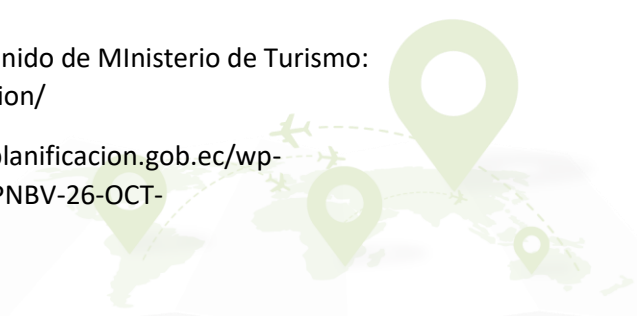 nido de MInisterio de Turismo:
ion/
planificacion.gob.ec/wp-
PNBV-26-OCT-